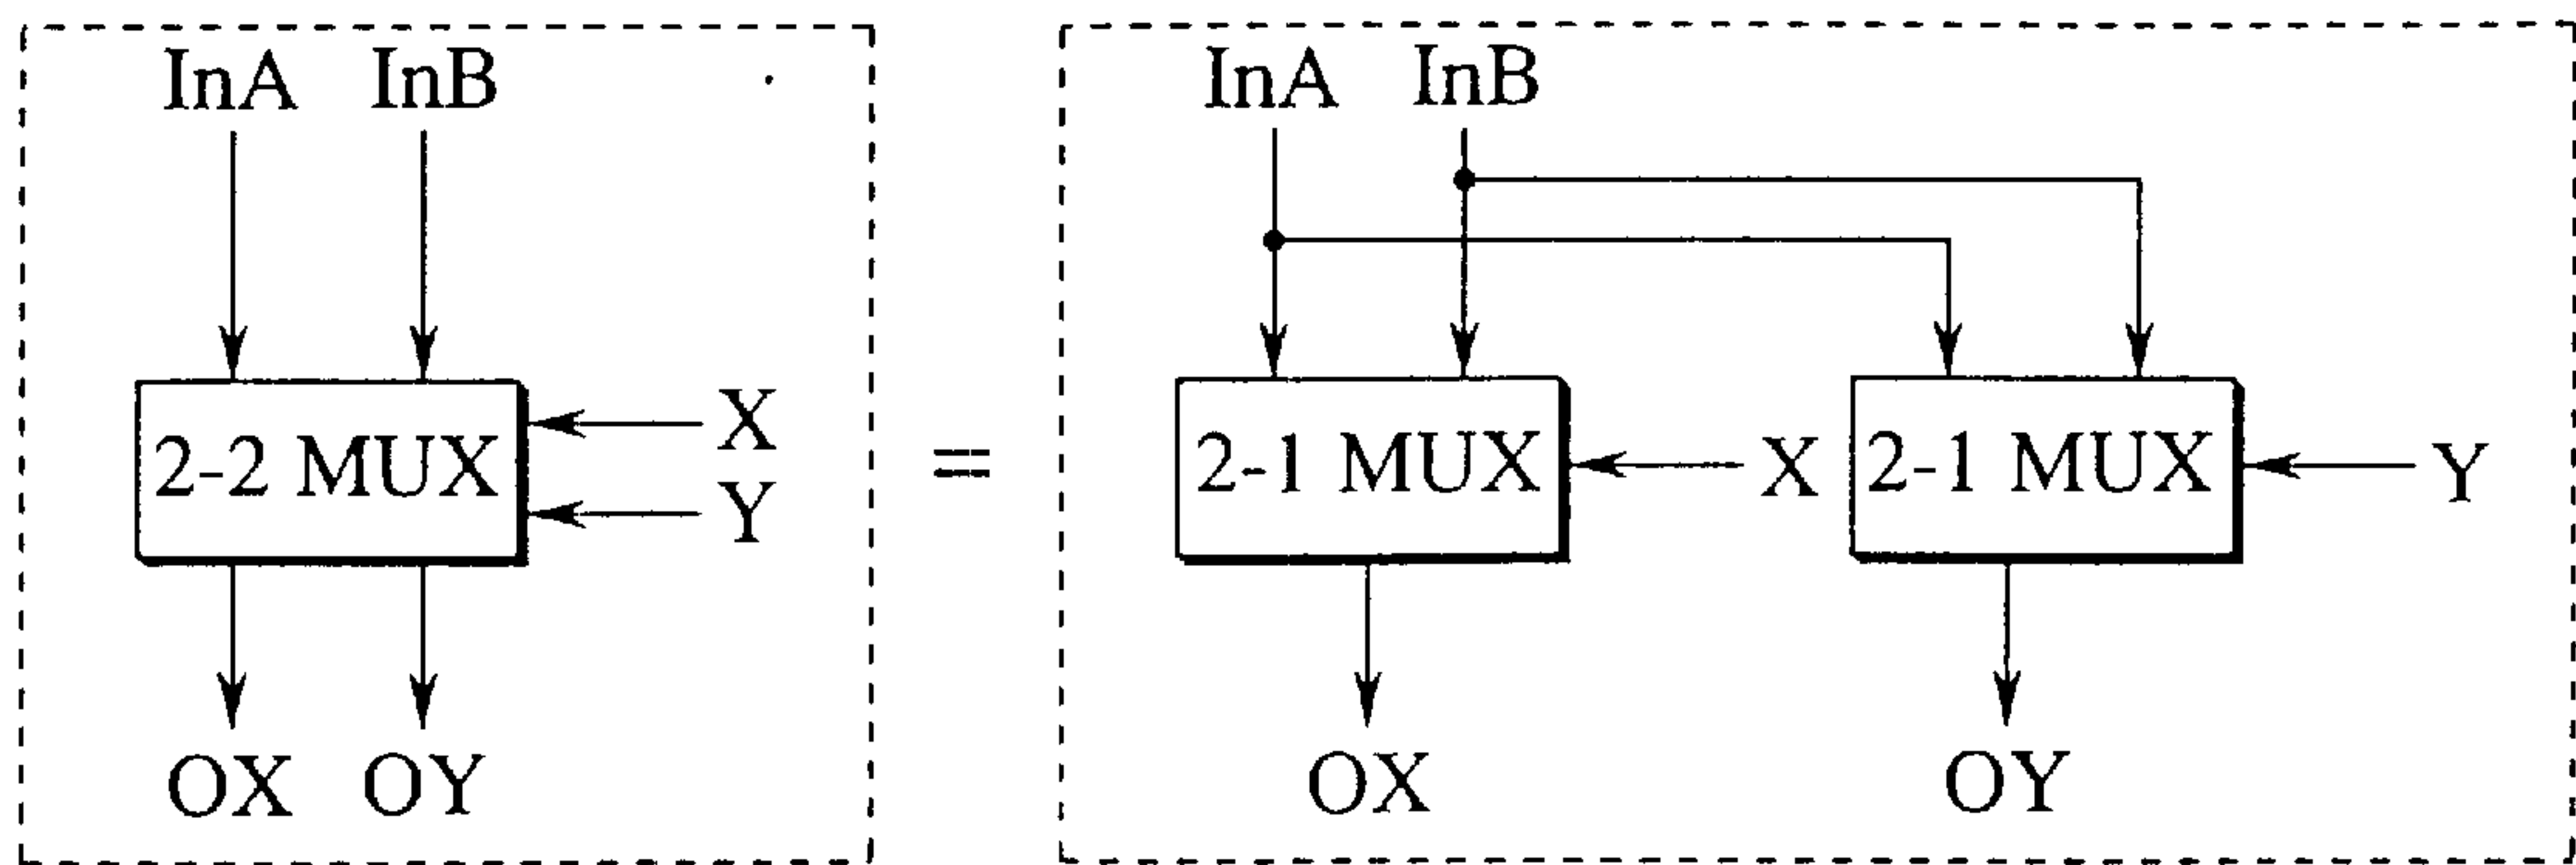 InA InB
X
2-2 MUX
Y
OX OY
=
InA InB
2-1 MUX X 2-1 MUX Y
OX OY